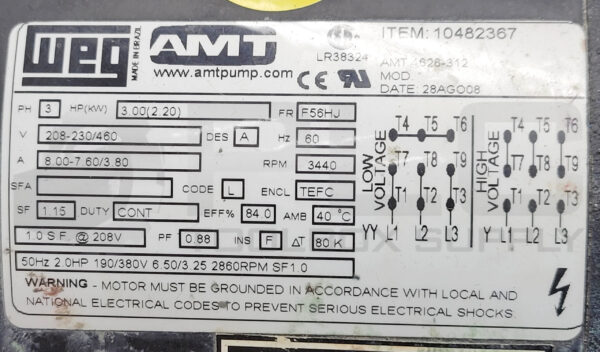 WEG
MADE IN BRAZIL
AMT
www.amtpump.com
LR38324
CE
ITEM: 10482367
AMT 4626-312
MOD
DATE: 28AGO08
PH 3 HP(kW) 3.00(2.20) FR F56HJ
V 208-230/460 DES A Hz 60
A 8.00-7.60/3.80 RPM 3440
SFA CODE L ENCL TEFC
SF 1.15 DUTY CONT EFF% 84.0 AMB 40 °C
1.0 S.F. @ 208V PF 0.88 INS F ΔT 80 K
50Hz 2.0HP 190/380V 6.50/3.25 2860RPM SF1.0
LOW VOLTAGE
T4 T5 T6
T7 T8 T9
T1 T2 T3
YY L1 L2 L3
HIGH VOLTAGE
T4 T5 T6
T7 T8 T9
T1 T2 T3
Y L1 L2 L3
WARNING - MOTOR MUST BE GROUNDED IN ACCORDANCE WITH LOCAL AND
NATIONAL ELECTRICAL CODES TO PREVENT SERIOUS ELECTRICAL SHOCKS.